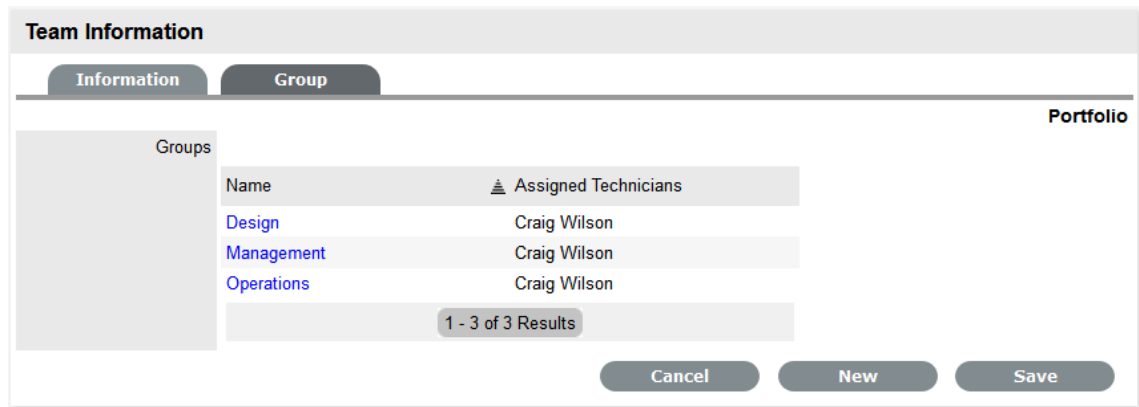 Team Information
Information Group
Portfolio
Groups
Name Assigned Technicians
Design Craig Wilson
Management Craig Wilson
Operations Craig Wilson
1 - 3 of 3 Results
Cancel New Save